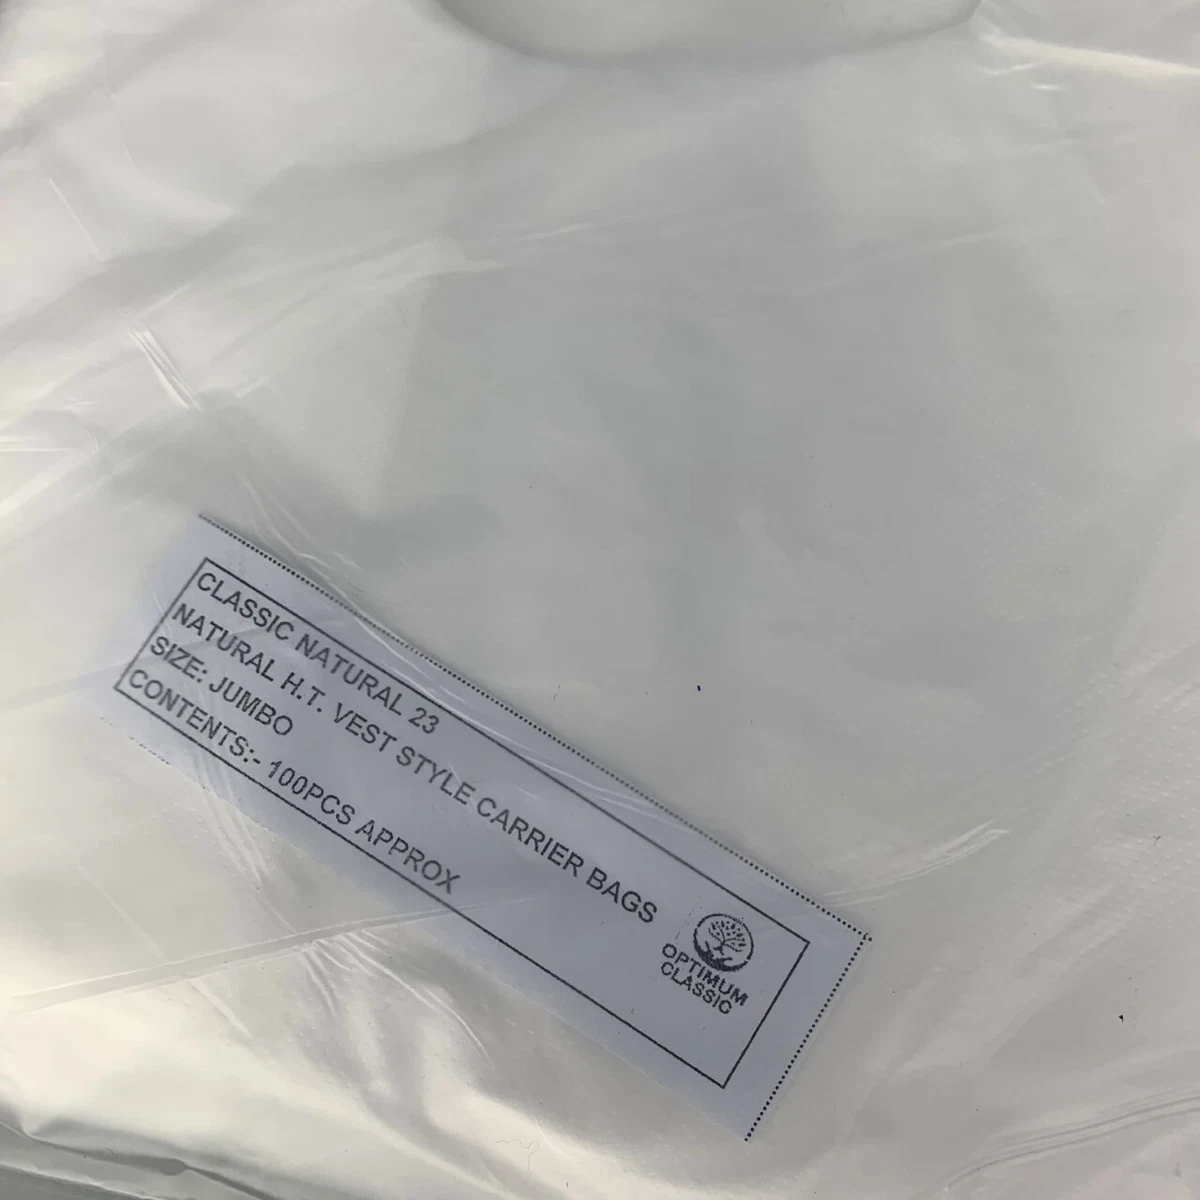 CLASSIC NATURAL 23
NATURAL H.T. VEST STYLE CARRIER BAGS
SIZE: JUMBO
CONTENTS:- 100PCS APPROX
OPTIMUM
CLASSIC